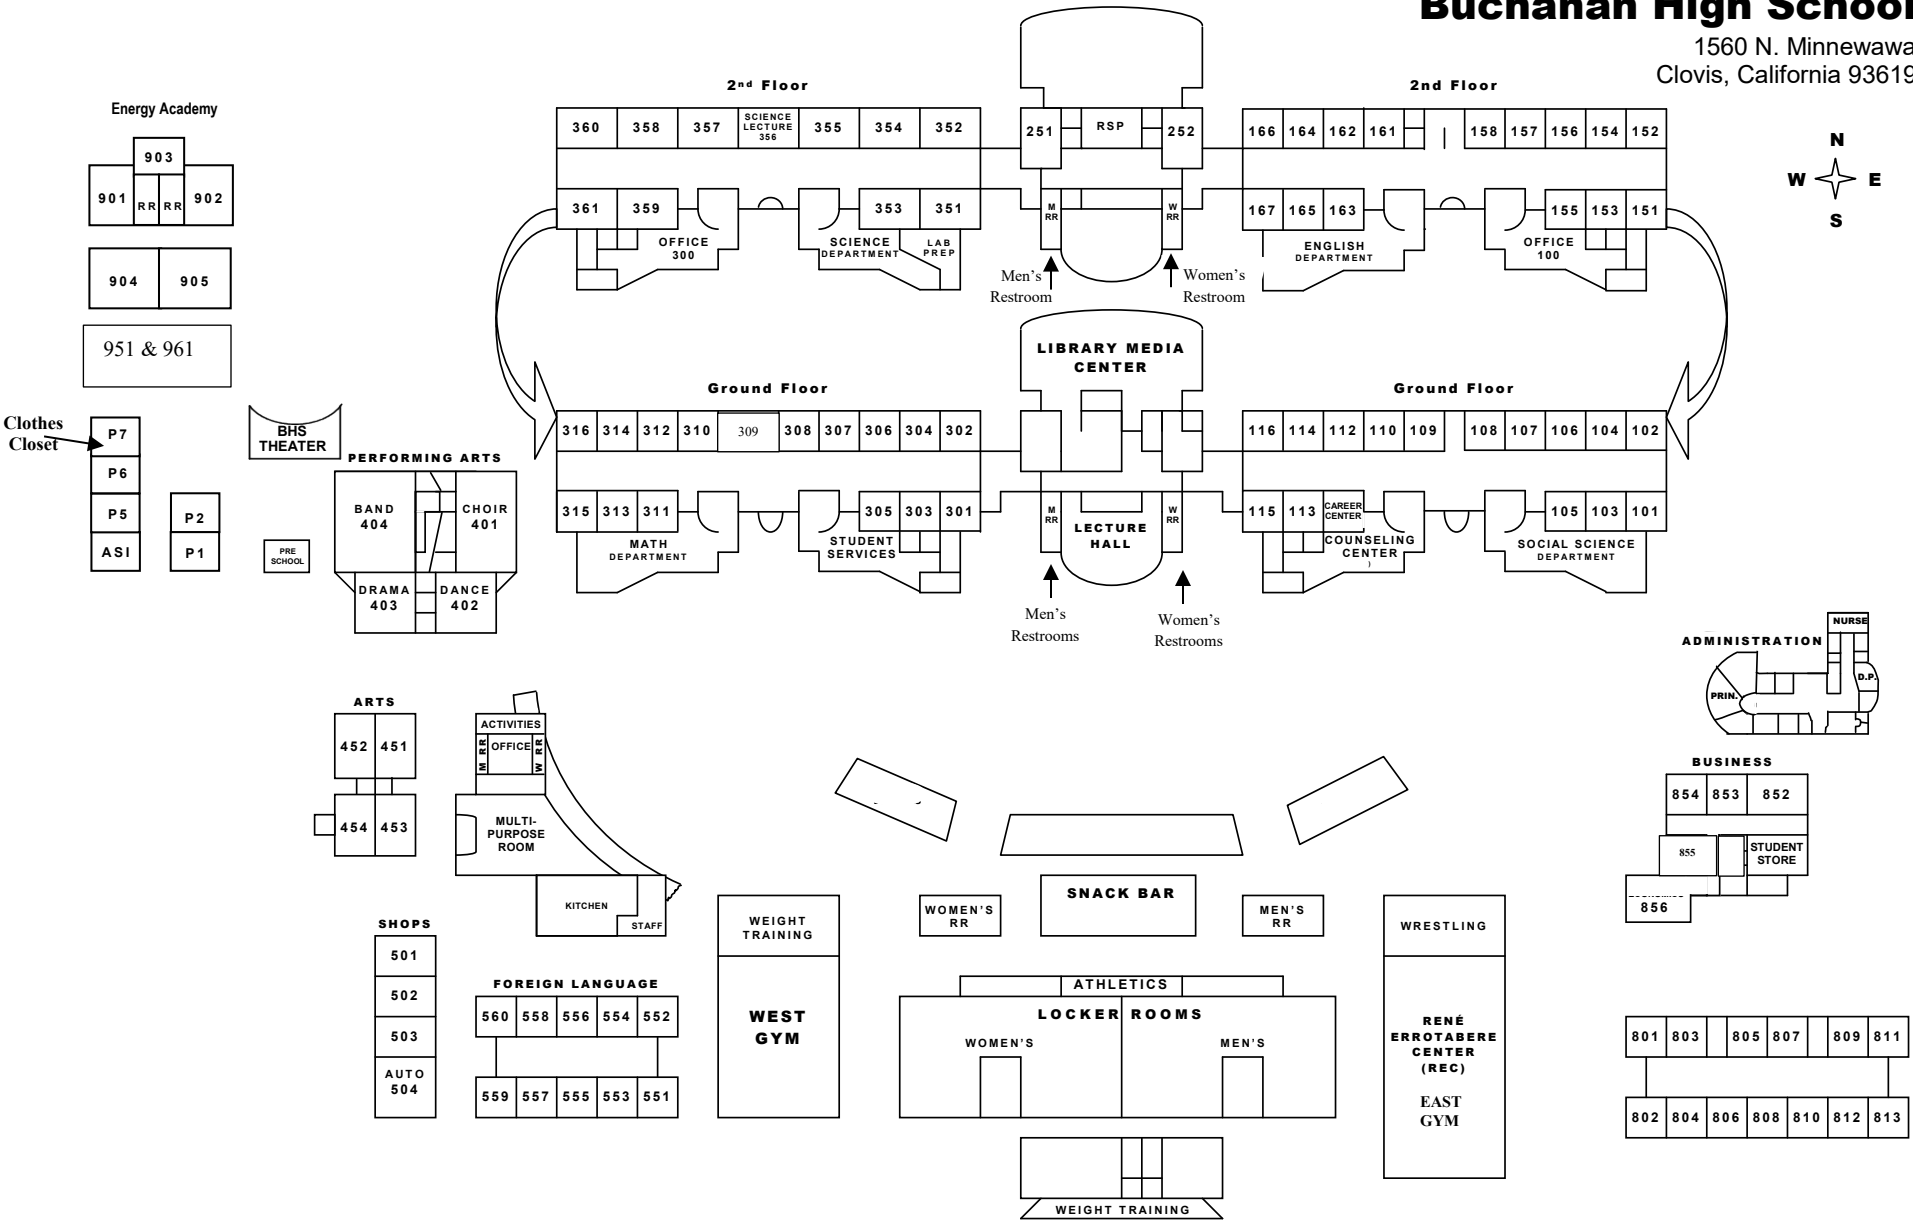 Buchanan High School
1560 N. Minnewawa
Clovis, California 93619
N
W E
S
Energy Academy
903
901 RR RR 902
904 905
951 & 961
Clothes
Closet
P7
P6
P5
ASI
P2
P1
PRE
SCHOOL
BHS
THEATER
2nd Floor
360 358 357 SCIENCE LECTURE 356 355 354 352
361 359 353 351
OFFICE
300
SCIENCE
DEPARTMENT
LAB
PREP
251 RSP 252
M
RR
W
RR
Men's
Restroom
Women's
Restroom
2nd Floor
166 164 162 161 158 157 156 154 152
167 165 163 155 153 151
ENGLISH
DEPARTMENT
OFFICE
100
LIBRARY MEDIA
CENTER
Ground Floor
316 314 312 310 309 308 307 306 304 302
315 313 311 305 303 301
MATH
DEPARTMENT
STUDENT
SERVICES
M
RR
LECTURE
HALL
W
RR
Men's
Restrooms
Women's
Restrooms
Ground Floor
116 114 112 110 109 108 107 106 104 102
115 113 CAREER CENTER 105 103 101
COUNSELING
CENTER
)
SOCIAL SCIENCE
DEPARTMENT
PERFORMING ARTS
BAND
404
CHOIR
401
DRAMA
403
DANCE
402
ADMINISTRATION
NURSE
D.P.
PRIN.
ARTS
452 451
454 453
ACTIVITIES
M RR
OFFICE
W RR
MULTI-
PURPOSE
ROOM
KITCHEN
STAFF
BUSINESS
854 853 852
855
STUDENT
STORE
856
SHOPS
501
502
503
AUTO
504
FOREIGN LANGUAGE
560 558 556 554 552
559 557 555 553 551
WEIGHT
TRAINING
WEST
GYM
WOMEN'S
RR
SNACK BAR
MEN'S
RR
ATHLETICS
LOCKER ROOMS
WOMEN'S
MEN'S
WEIGHT TRAINING
WRESTLING
RENÉ
ERROTABERE
CENTER
(REC)
EAST
GYM
801 803 805 807 809 811
802 804 806 808 810 812 813